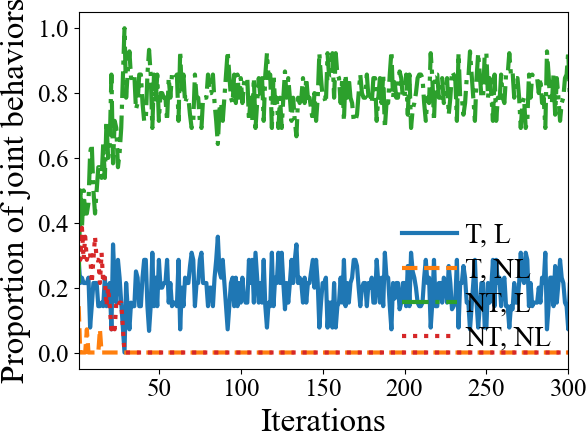 Proportion of joint behaviors
1.0
0.8
0.6
0.4
0.2
0.0
T, L
T, NL
NT, L
NT, NL
50
100
150
200
250
300
Iterations